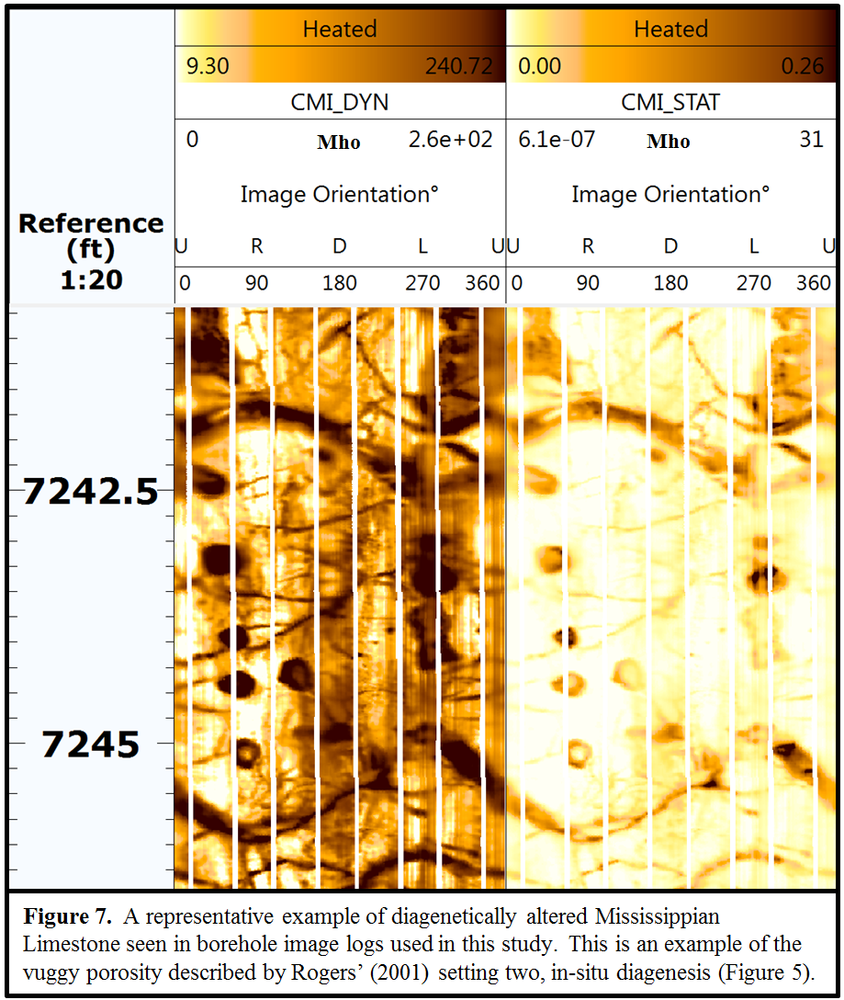 Heated Heated
9.30 240.72 0.00 0.26
CMI_DYN CMI_STAT
0 Mho 2.6e+02 6.1e-07 Mho 31
Image Orientation° Image Orientation°
Reference
(ft)
1:20
U R D L U U R D L U
0 90 180 270 360 0 90 180 270 360
7242.5
7245
Figure 7. A representative example of diagenetically altered Mississippian
Limestone seen in borehole image logs used in this study. This is an example of the
vuggy porosity described by Rogers’ (2001) setting two, in-situ diagenesis (Figure 5).